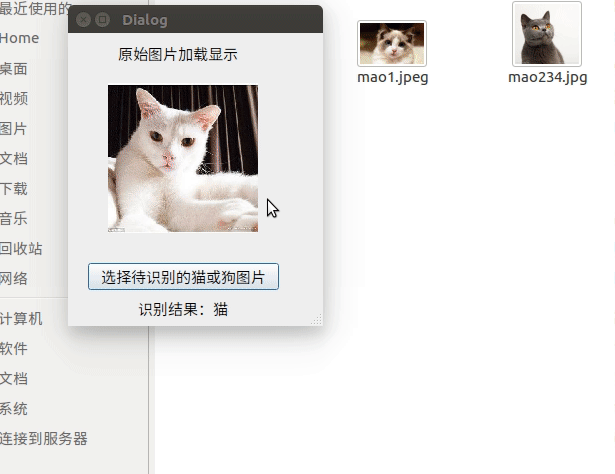 最近使用的
Home
桌面
视频
图片
文档
下载
音乐
回收站
网络
计算机
软件
文档
系统
连接到服务器
Dialog
原始图片加载显示
选择待识别的猫或狗图片
识别结果：猫
mao1.jpeg
mao234.jpg